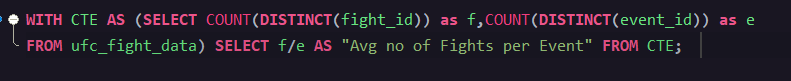 WITH CTE AS (SELECT COUNT(DISTINCT(fight_id)) as f,COUNT(DISTINCT(event_id)) as e
FROM ufc_fight_data) SELECT f/e AS "Avg no of Fights per Event" FROM CTE;